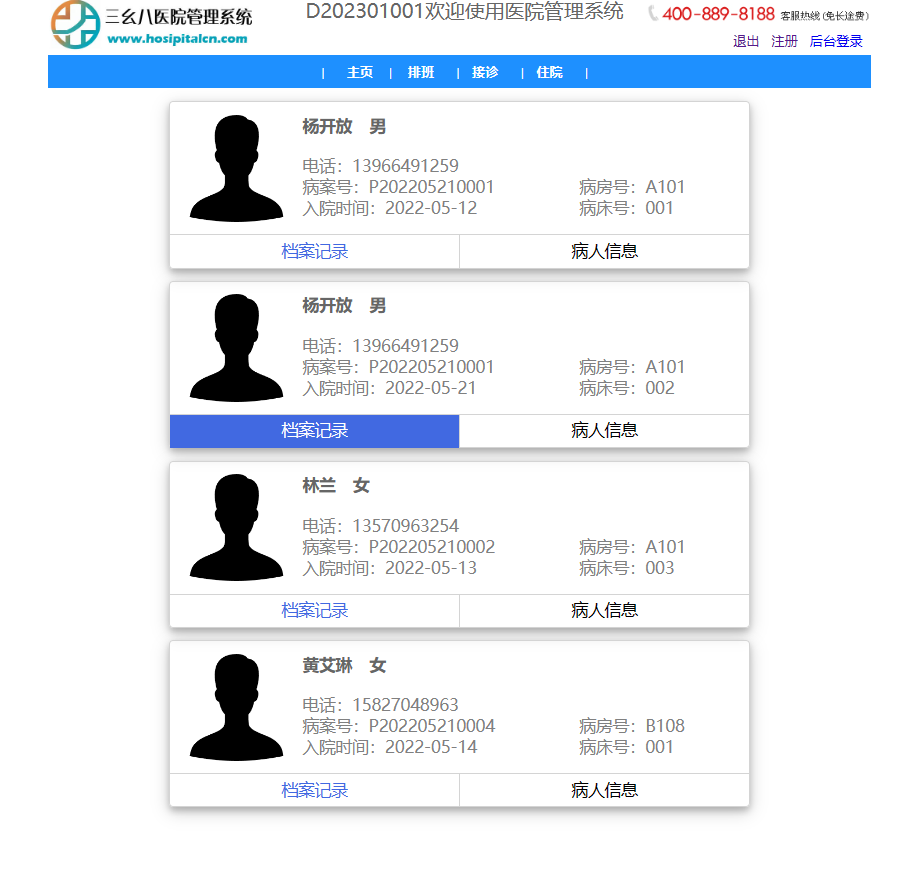 三幺八医院管理系统
www.hosipitalcn.com
D202301001欢迎使用医院管理系统
400-889-8188 客服热线 (免长途费)
退出 注册 后台登录
| 主页 | 排班 | 接诊 | 住院 |
杨开放 男
电话：13966491259
病案号：P202205210001 病房号：A101
入院时间：2022-05-12 病床号：001
档案记录 病人信息
杨开放 男
电话：13966491259
病案号：P202205210001 病房号：A101
入院时间：2022-05-21 病床号：002
档案记录 病人信息
林兰 女
电话：13570963254
病案号：P202205210002 病房号：A101
入院时间：2022-05-13 病床号：003
档案记录 病人信息
黄艾琳 女
电话：15827048963
病案号：P202205210004 病房号：B108
入院时间：2022-05-14 病床号：001
档案记录 病人信息